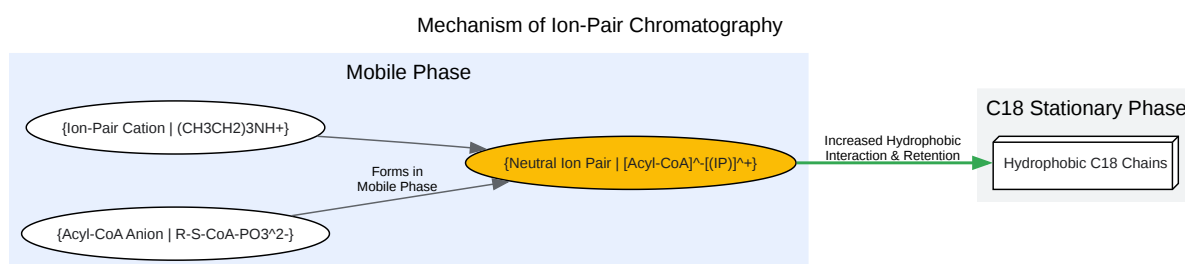 Mechanism of Ion-Pair Chromatography
Mobile Phase
{Ion-Pair Cation | (CH3CH2)3NH+}
{Acyl-CoA Anion | R-S-CoA-PO3^2-}
Forms in
Mobile Phase
{Neutral Ion Pair | [Acyl-CoA]^-[(IP)]^+}
Increased Hydrophobic
Interaction & Retention
C18 Stationary Phase
Hydrophobic C18 Chains